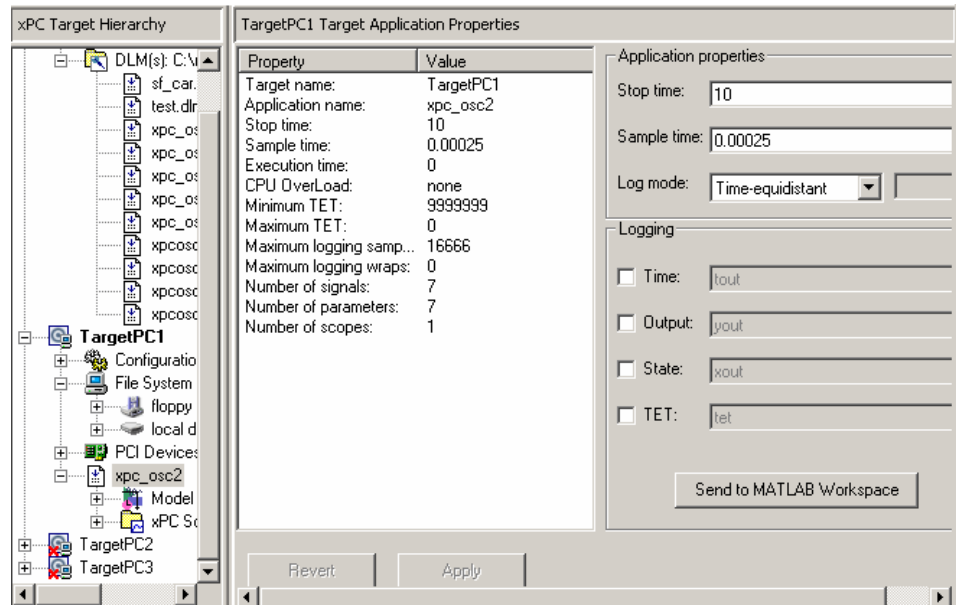 xPC Target Hierarchy
DLM(s): C:\
sf_car.
test.dlm
xpc_os
xpc_os
xpc_os
xpc_os
xpc_os
xpcosc
xpcosc
xpcosc
xpcosc
TargetPC1
Configuratio
File System
floppy
local d
PCI Devices
xpc_osc2
Model
xPC Sc
TargetPC2
TargetPC3
TargetPC1 Target Application Properties
Property Value
Target name: TargetPC1
Application name: xpc_osc2
Stop time: 10
Sample time: 0.00025
Execution time: 0
CPU OverLoad: none
Minimum TET: 9999999
Maximum TET: 0
Maximum logging samp... 16666
Maximum logging wraps: 0
Number of signals: 7
Number of parameters: 7
Number of scopes: 1
Application properties
Stop time: 10
Sample time: 0.00025
Log mode: Time-equidistant
Logging
Time: tout
Output: yout
State: xout
TET: tet
Send to MATLAB Workspace
Revert Apply